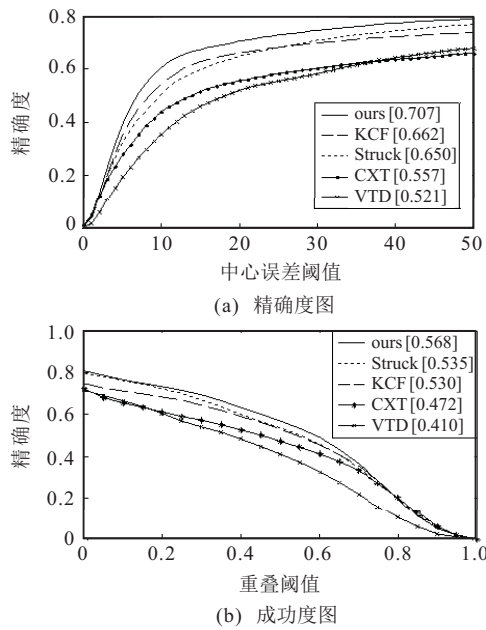 0.8
0.6
0.4
0.2
0
精确度
ours [0.707]
KCF [0.662]
Struck [0.650]
CXT [0.557]
VTD [0.521]
0 10 20 30 40 50
中心误差阈值
(a) 精确度图
1.0
0.8
0.6
0.4
0.2
0
精确度
ours [0.568]
Struck [0.535]
KCF [0.530]
CXT [0.472]
VTD [0.410]
0 0.2 0.4 0.6 0.8 1.0
重叠阈值
(b) 成功度图